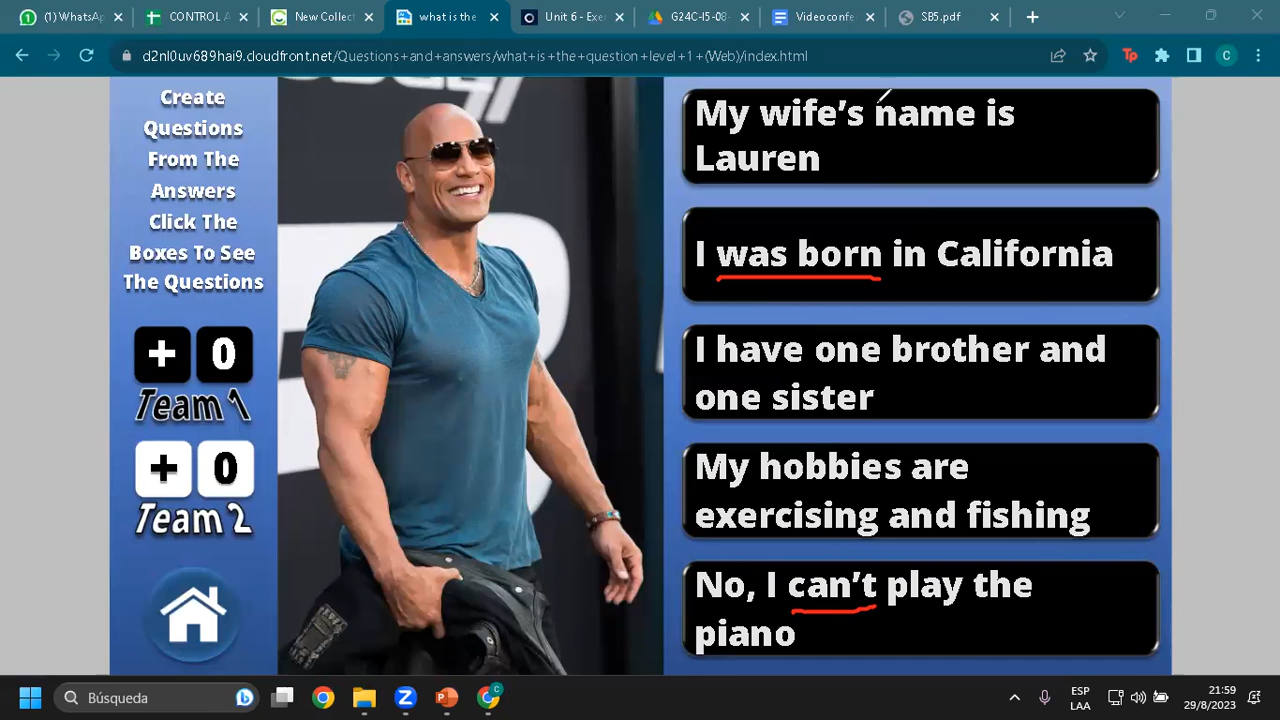 (1) WhatsA
CONTROL A
New Collect
what is the
Unit 6 - Exe
G24C-I5-08-
Videoconfe
SB5.pdf
d2nl0uv689hai9.cloudfront.net/Questions+and+answers/what+is+the+question+level+1+(Web)/index.html
Tp
C
Create
Questions
From The
Answers
Click The
Boxes To See
The Questions
+ 0
Team 1
+ 0
Team 2
My wife's name is
Lauren
I was born in California
I have one brother and
one sister
My hobbies are
exercising and fishing
No, I can't play the
piano
Búsqueda
ESP
LAA
21:59
29/8/2023